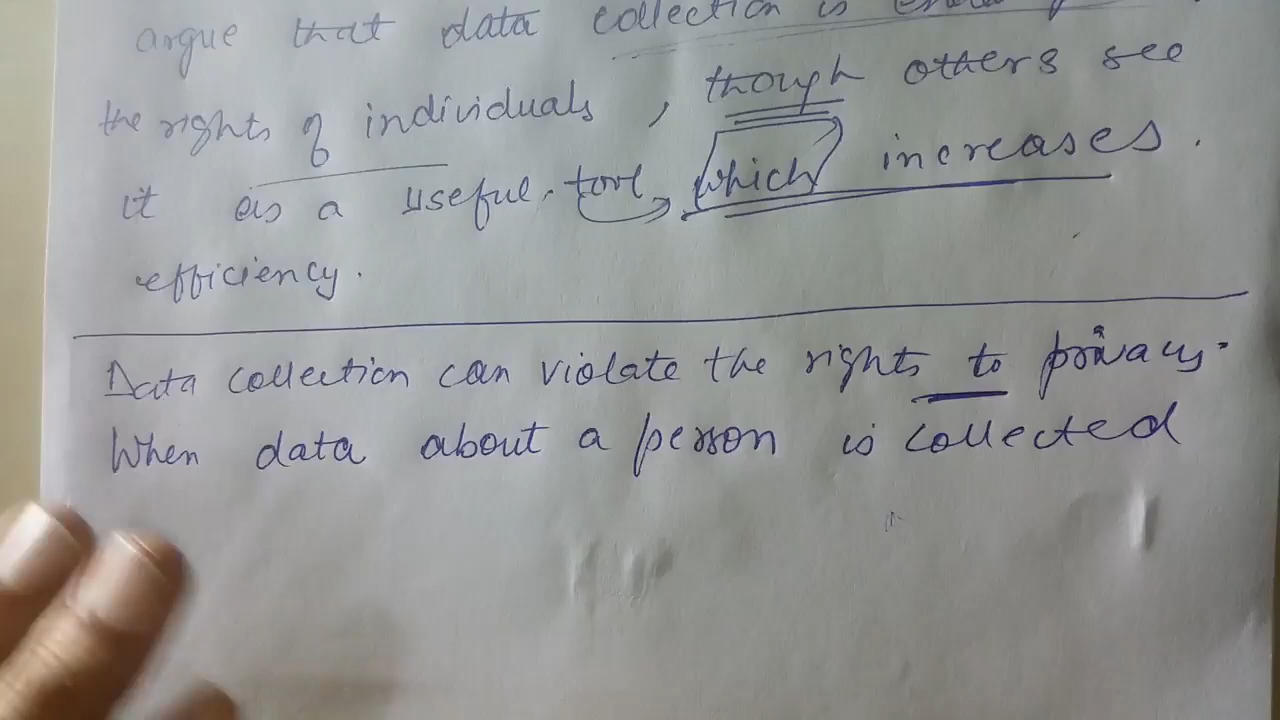 argue that data collection is
the rights of individuals, though others see
it as a useful tool, which increases.
efficiency.
Data collection can violate the rights to privacy.
When data about a person is collected